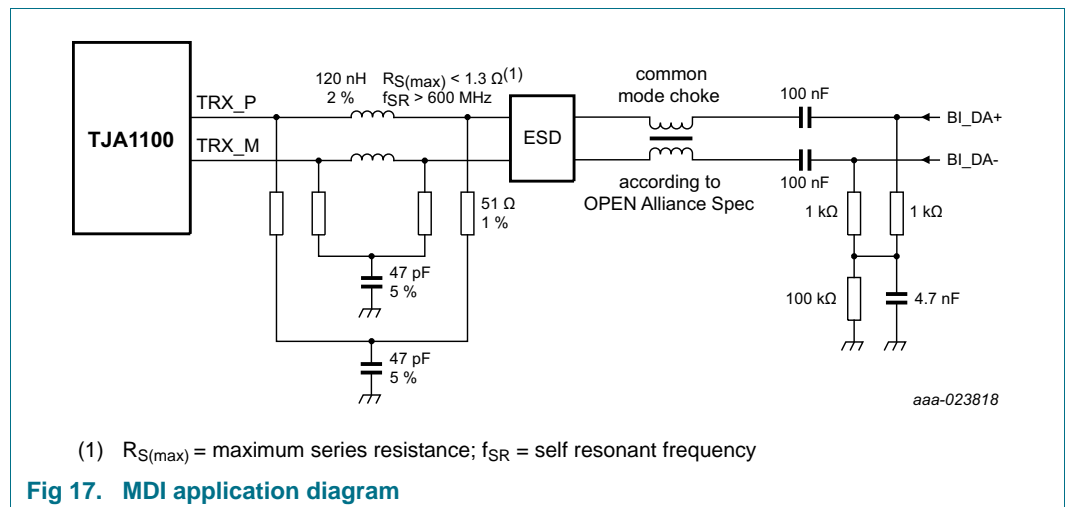 TJA1100
TRX_P
TRX_M
120 nH
2 %
RS(max) < 1.3 Ω(1)
fSR > 600 MHz
ESD
common
mode choke
according to
OPEN Alliance Spec
100 nF
100 nF
BI_DA+
BI_DA-
51 Ω
1 %
47 pF
5 %
47 pF
5 %
1 kΩ
1 kΩ
100 kΩ
4.7 nF
aaa-023818
(1) RS(max) = maximum series resistance; fSR = self resonant frequency
Fig 17. MDI application diagram